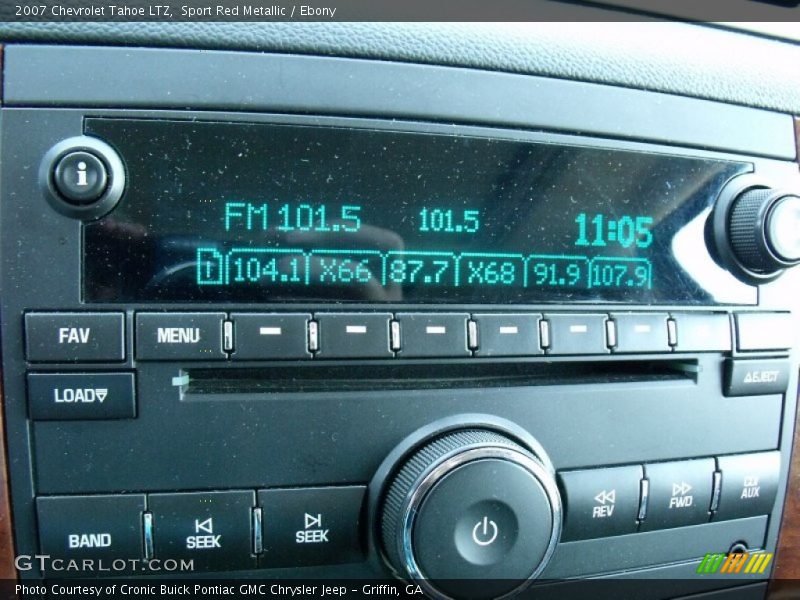 2007 Chevrolet Tahoe LTZ, Sport Red Metallic / Ebony
i
FM 101.5 101.5 11:05
1 104.1 X66 87.7 X68 91.9 107.9
FAV MENU
LOAD EJECT
BAND SEEK SEEK REV FWD CD/ AUX
GTCARLOT.COM
Photo Courtesy of Cronic Buick Pontiac GMC Chrysler Jeep - Griffin, GA